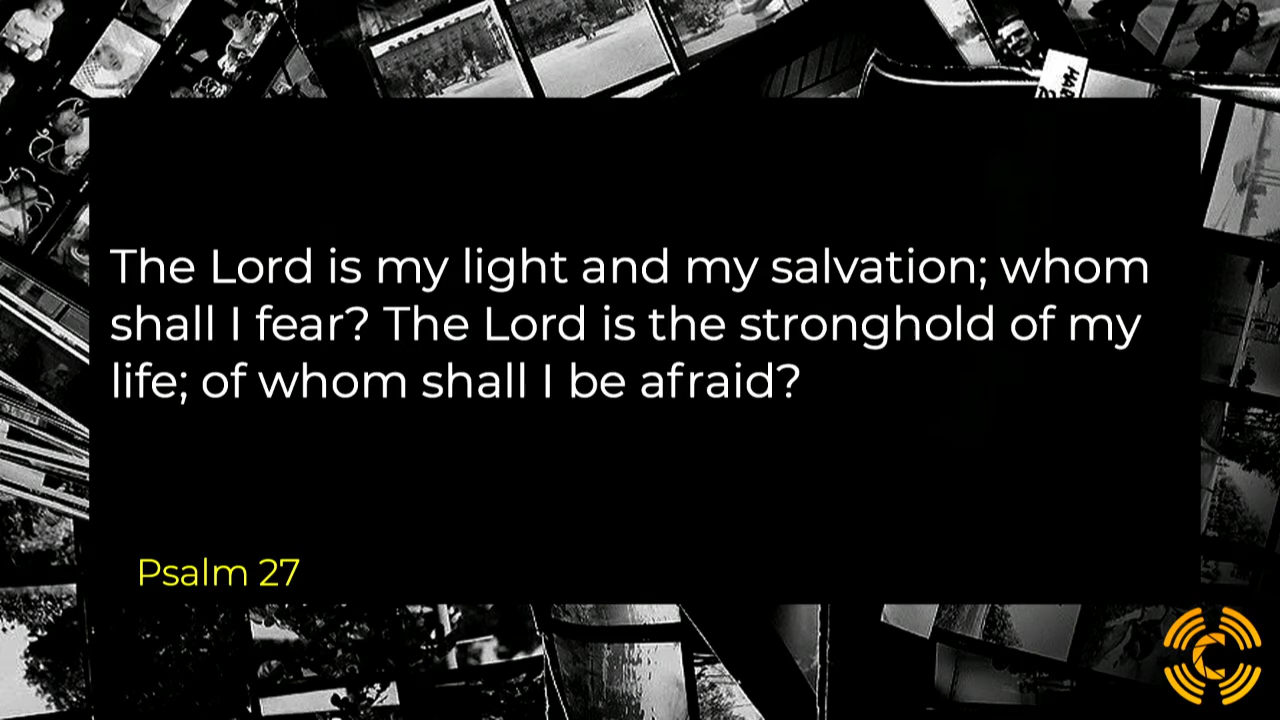 The Lord is my light and my salvation; whom
shall I fear? The Lord is the stronghold of my
life; of whom shall I be afraid?
Psalm 27